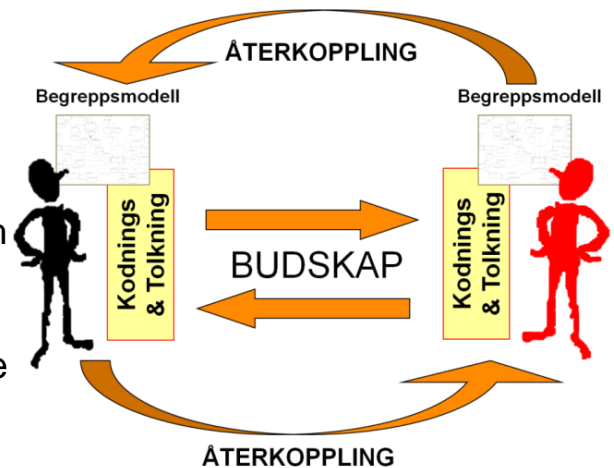 ÅTERKOPPLING
Begreppsmodell
Begreppsmodell
Kodnings
& Tolkning
n
BUDSKAP
Kodnings
& Tolkning
e
ÅTERKOPPLING